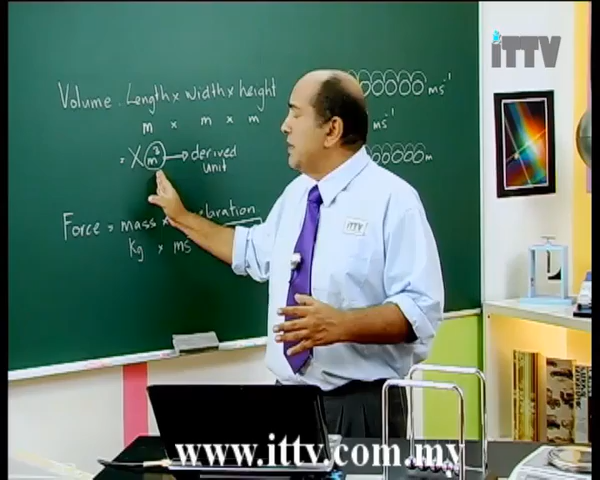 iTTV
Volume . Length x width x height
m x m x m
= X m³ → derived
unit
Force = mass x
kg x ms
ms⁻¹
ms⁻¹
m
iTTV
www.ittv.com.my